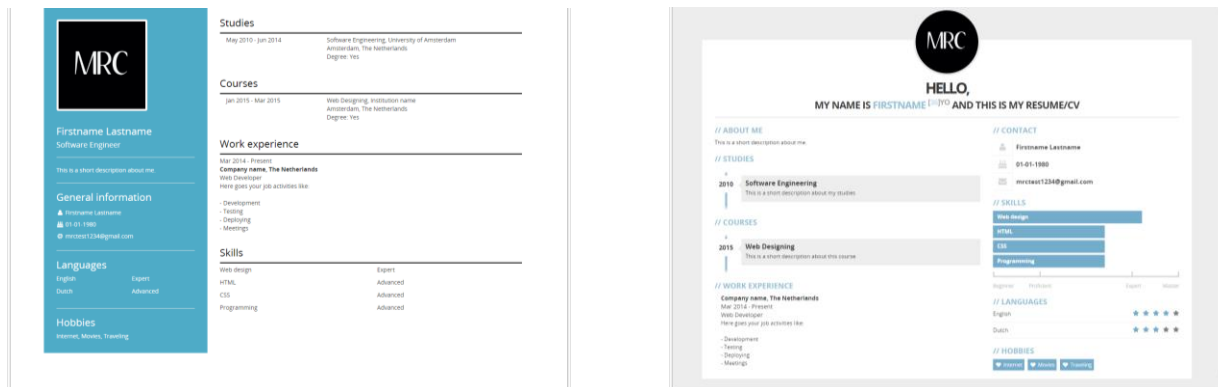 MRC
Firstname Lastname
Software Engineer
This is a short description about me.
General information
Firstname Lastname
01-01-1980
mrctest1234@gmail.com
Languages
English Expert
Dutch Advanced
Hobbies
Internet, Movies, Traveling
Studies
May 2010 - Jun 2014 Software Engineering, University of Amsterdam
Amsterdam, The Netherlands
Degree: Yes
Courses
Jan 2015 - Mar 2015 Web Designing, Institution name
Amsterdam, The Netherlands
Degree: Yes
Work experience
Mar 2014 - Present
Company name, The Netherlands
Web Developer
Here goes your job activities like:
- Development
- Testing
- Deploying
- Meetings
Skills
Web design Expert
HTML Advanced
CSS Advanced
Programming Advanced
MRC
HELLO,
MY NAME IS FIRSTNAME AND THIS IS MY RESUME/CV
// ABOUT ME
This is a short description about me.
// STUDIES
2010 Software Engineering
This is a short description about my studies
// COURSES
2015 Web Designing
This is a short description about this course
// WORK EXPERIENCE
Company name, The Netherlands
Mar 2014 - Present
Web Developer
Here goes your job activities like:
- Development
- Testing
- Deploying
- Meetings
// CONTACT
Firstname Lastname
01-01-1980
mrctest1234@gmail.com
// SKILLS
Web design
HTML
CSS
Programming
Beginner Proficient Expert Master
// LANGUAGES
English
Dutch
// HOBBIES
Internet Movies Traveling